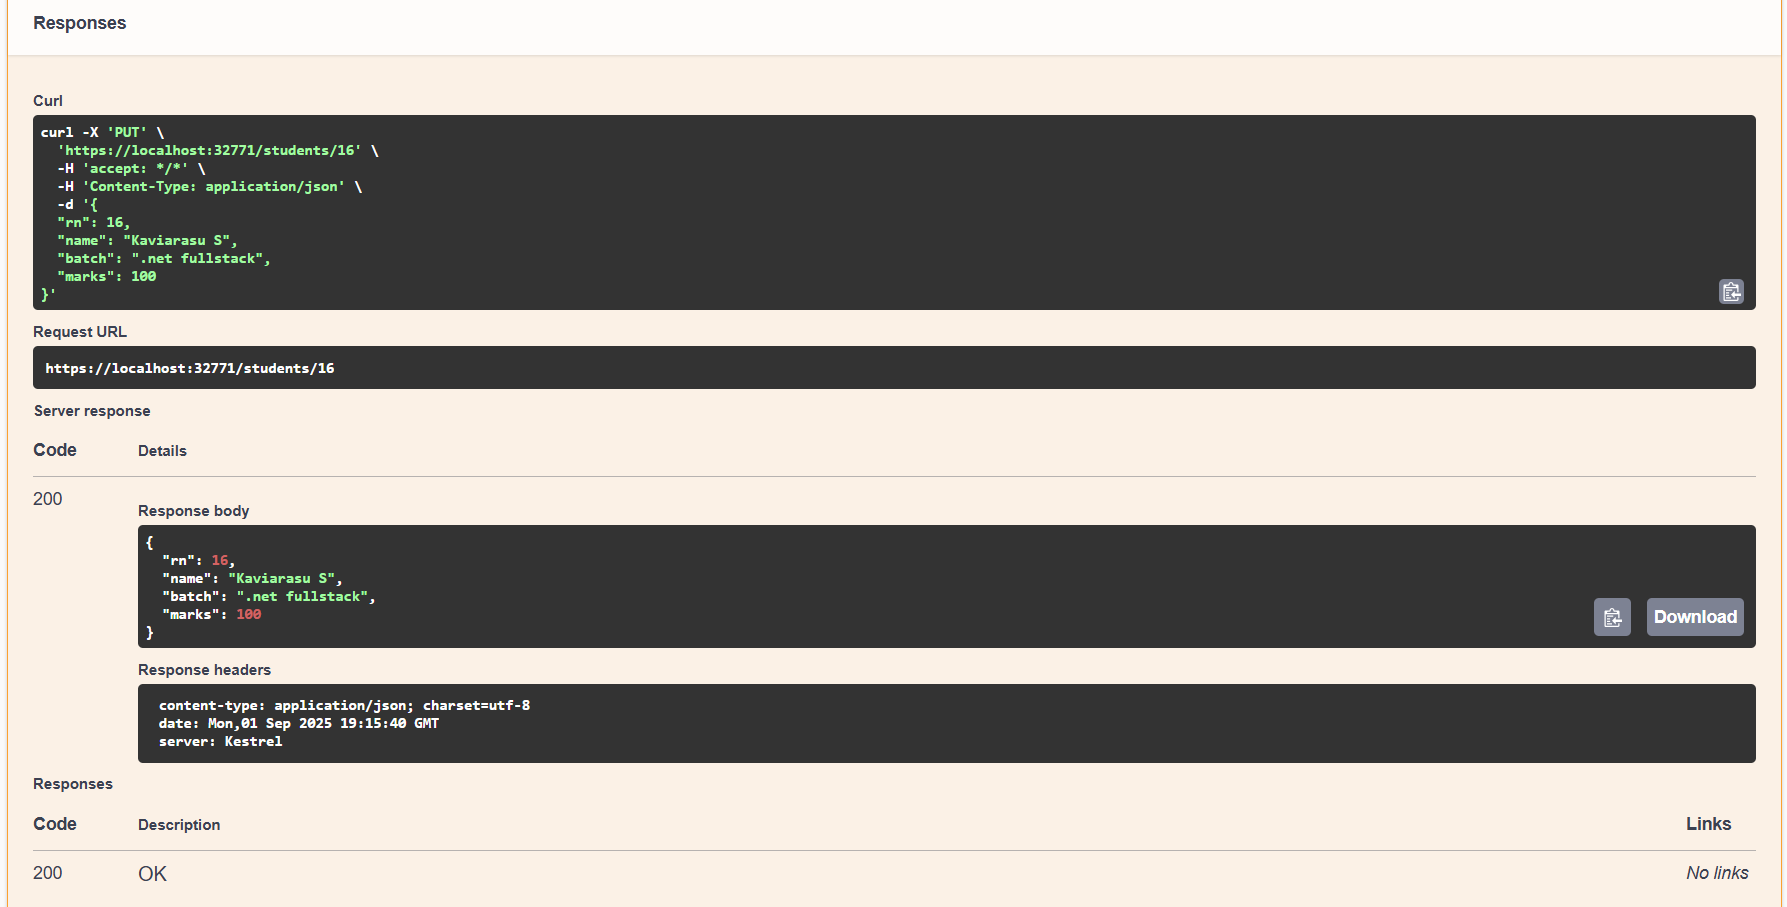 Responses
Curl
curl -X 'PUT' \
  'https://localhost:32771/students/16' \
  -H 'accept: */*' \
  -H 'Content-Type: application/json' \
  -d '{
  "rn": 16,
  "name": "Kaviarasu S",
  "batch": ".net fullstack",
  "marks": 100
}'
Request URL
https://localhost:32771/students/16
Server response
Code Details
200
Response body
{
  "rn": 16,
  "name": "Kaviarasu S",
  "batch": ".net fullstack",
  "marks": 100
}
Download
Response headers
content-type: application/json; charset=utf-8
date: Mon,01 Sep 2025 19:15:40 GMT
server: Kestrel
Responses
Code Description Links
200 OK No links